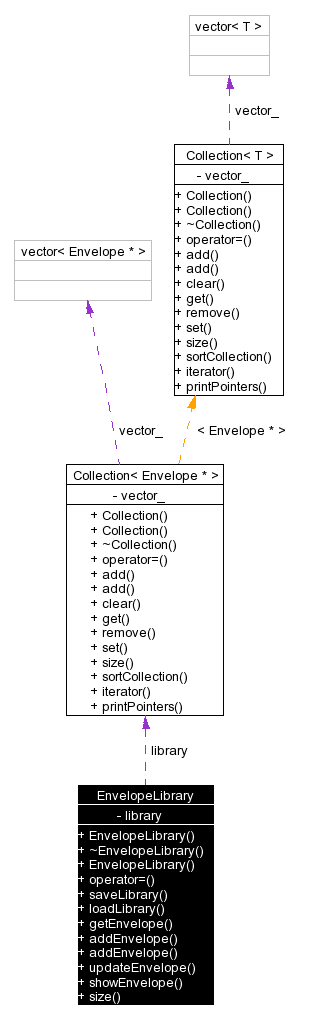 vector< T >
vector_
Collection< T >
- vector_
+ Collection()
+ Collection()
+ ~Collection()
+ operator=()
+ add()
+ add()
+ clear()
+ get()
+ remove()
+ set()
+ size()
+ sortCollection()
+ iterator()
+ printPointers()
vector< Envelope * >
vector_
< Envelope * >
Collection< Envelope * >
- vector_
+ Collection()
+ Collection()
+ ~Collection()
+ operator=()
+ add()
+ add()
+ clear()
+ get()
+ remove()
+ set()
+ size()
+ sortCollection()
+ iterator()
+ printPointers()
library
EnvelopeLibrary
- library
+ EnvelopeLibrary()
+ ~EnvelopeLibrary()
+ EnvelopeLibrary()
+ operator=()
+ saveLibrary()
+ loadLibrary()
+ getEnvelope()
+ addEnvelope()
+ addEnvelope()
+ updateEnvelope()
+ showEnvelope()
+ size()